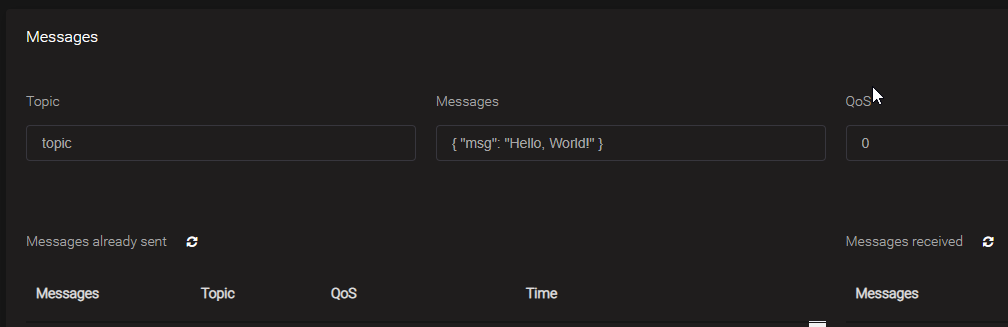 Messages
Topic Messages QoS
topic { "msg": "Hello, World!" } 0
Messages already sent Messages received
Messages Topic QoS Time Messages